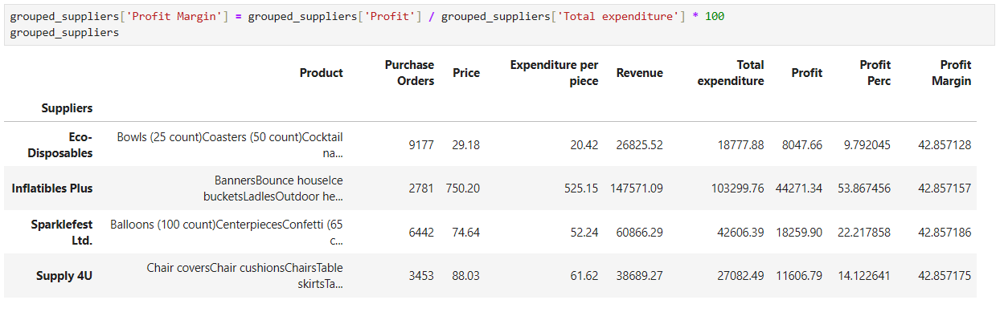 grouped_suppliers['Profit Margin'] = grouped_suppliers['Profit'] / grouped_suppliers['Total expenditure'] * 100
grouped_suppliers
Product Purchase Orders Price Expenditure per piece Revenue Total expenditure Profit Profit Perc Profit Margin
Suppliers
Eco-Disposables Bowls (25 count)Coasters (50 count)Cocktail na... 9177 29.18 20.42 26825.52 18777.88 8047.66 9.792045 42.857128
Inflatibles Plus BannersBounce houseIce bucketsLadlesOutdoor he... 2781 750.20 525.15 147571.09 103299.76 44271.34 53.867456 42.857157
Sparklefest Ltd. Balloons (100 count)CenterpiecesConfetti (65 c... 6442 74.64 52.24 60866.29 42606.39 18259.90 22.217858 42.857186
Supply 4U Chair coversChair cushionsChairsTable skirtsTa... 3453 88.03 61.62 38689.27 27082.49 11606.79 14.122641 42.857175